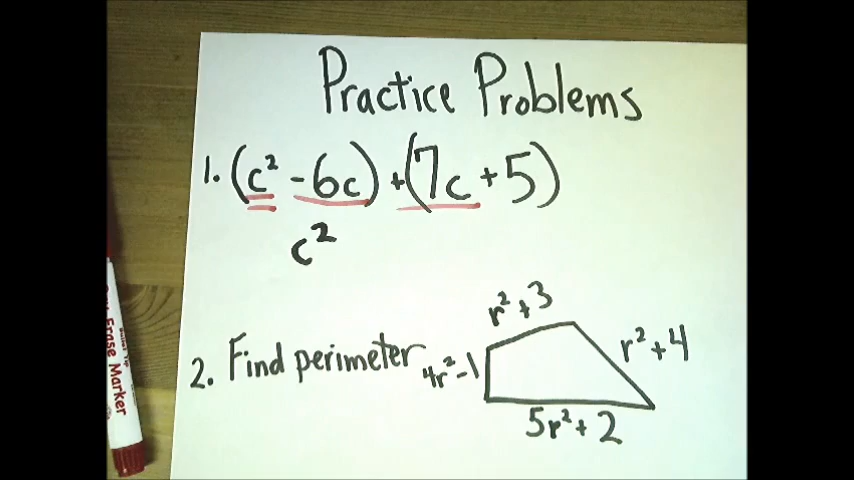 Practice Problems
1. (c² - 6c) + (7c + 5)
c²
r² + 3
2. Find perimeter
4r² - 1
r² + 4
5r² + 2
Erase Marker